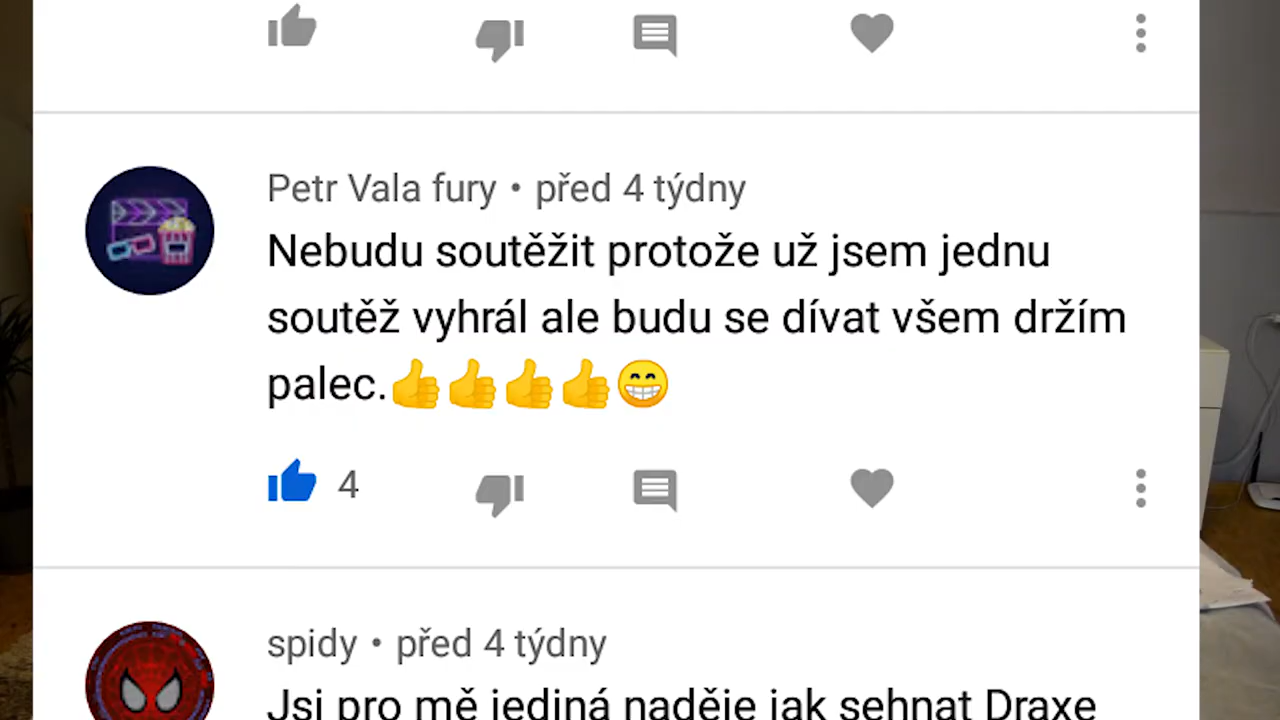 Petr Vala fury • před 4 týdny
Nebudu soutěžit protože už jsem jednu
soutěž vyhrál ale budu se dívat všem držím
palec.👍👍👍👍😁
4
spidy • před 4 týdny
Jsi pro mě jediná naděje jak sehnat Draxe